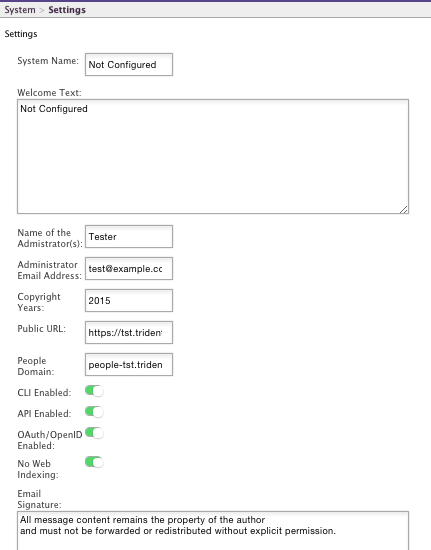 System > Settings
Settings
System Name: Not Configured
Welcome Text:
Not Configured
Name of the
Admistrator(s): Tester
Administrator
Email Address: test@example.cc
Copyright
Years: 2015
Public URL: https://tst.trident
People
Domain: people-tst.triden
CLI Enabled:
API Enabled:
OAuth/OpenID
Enabled:
No Web
Indexing:
Email
Signature:
All message content remains the property of the author
and must not be forwarded or redistributed without explicit permission.